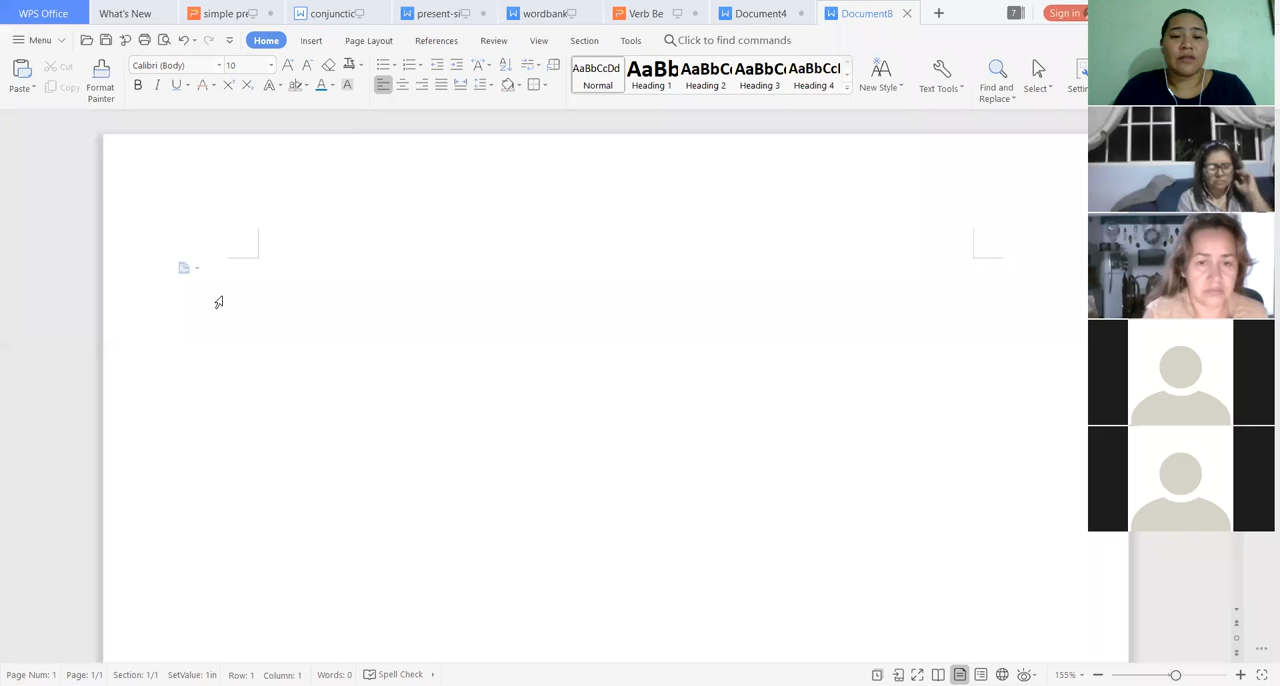 WPS Office What's New simple pre conjunctic present-si wordbank Verb Be Document4 Document8 7 Sign in
Menu Home Insert Page Layout References Review View Section Tools Click to find commands
Paste Cut Copy Format Painter Calibri (Body) 10 AaBbCcDd Normal AaBb Heading 1 AaBbC Heading 2 AaBbC Heading 3 AaBbCcI Heading 4 New Style Text Tools Find and Replace Select Settin
Page Num: 1 Page: 1/1 Section: 1/1 SetValue: 1in Row: 1 Column: 1 Words: 0 Spell Check 155%